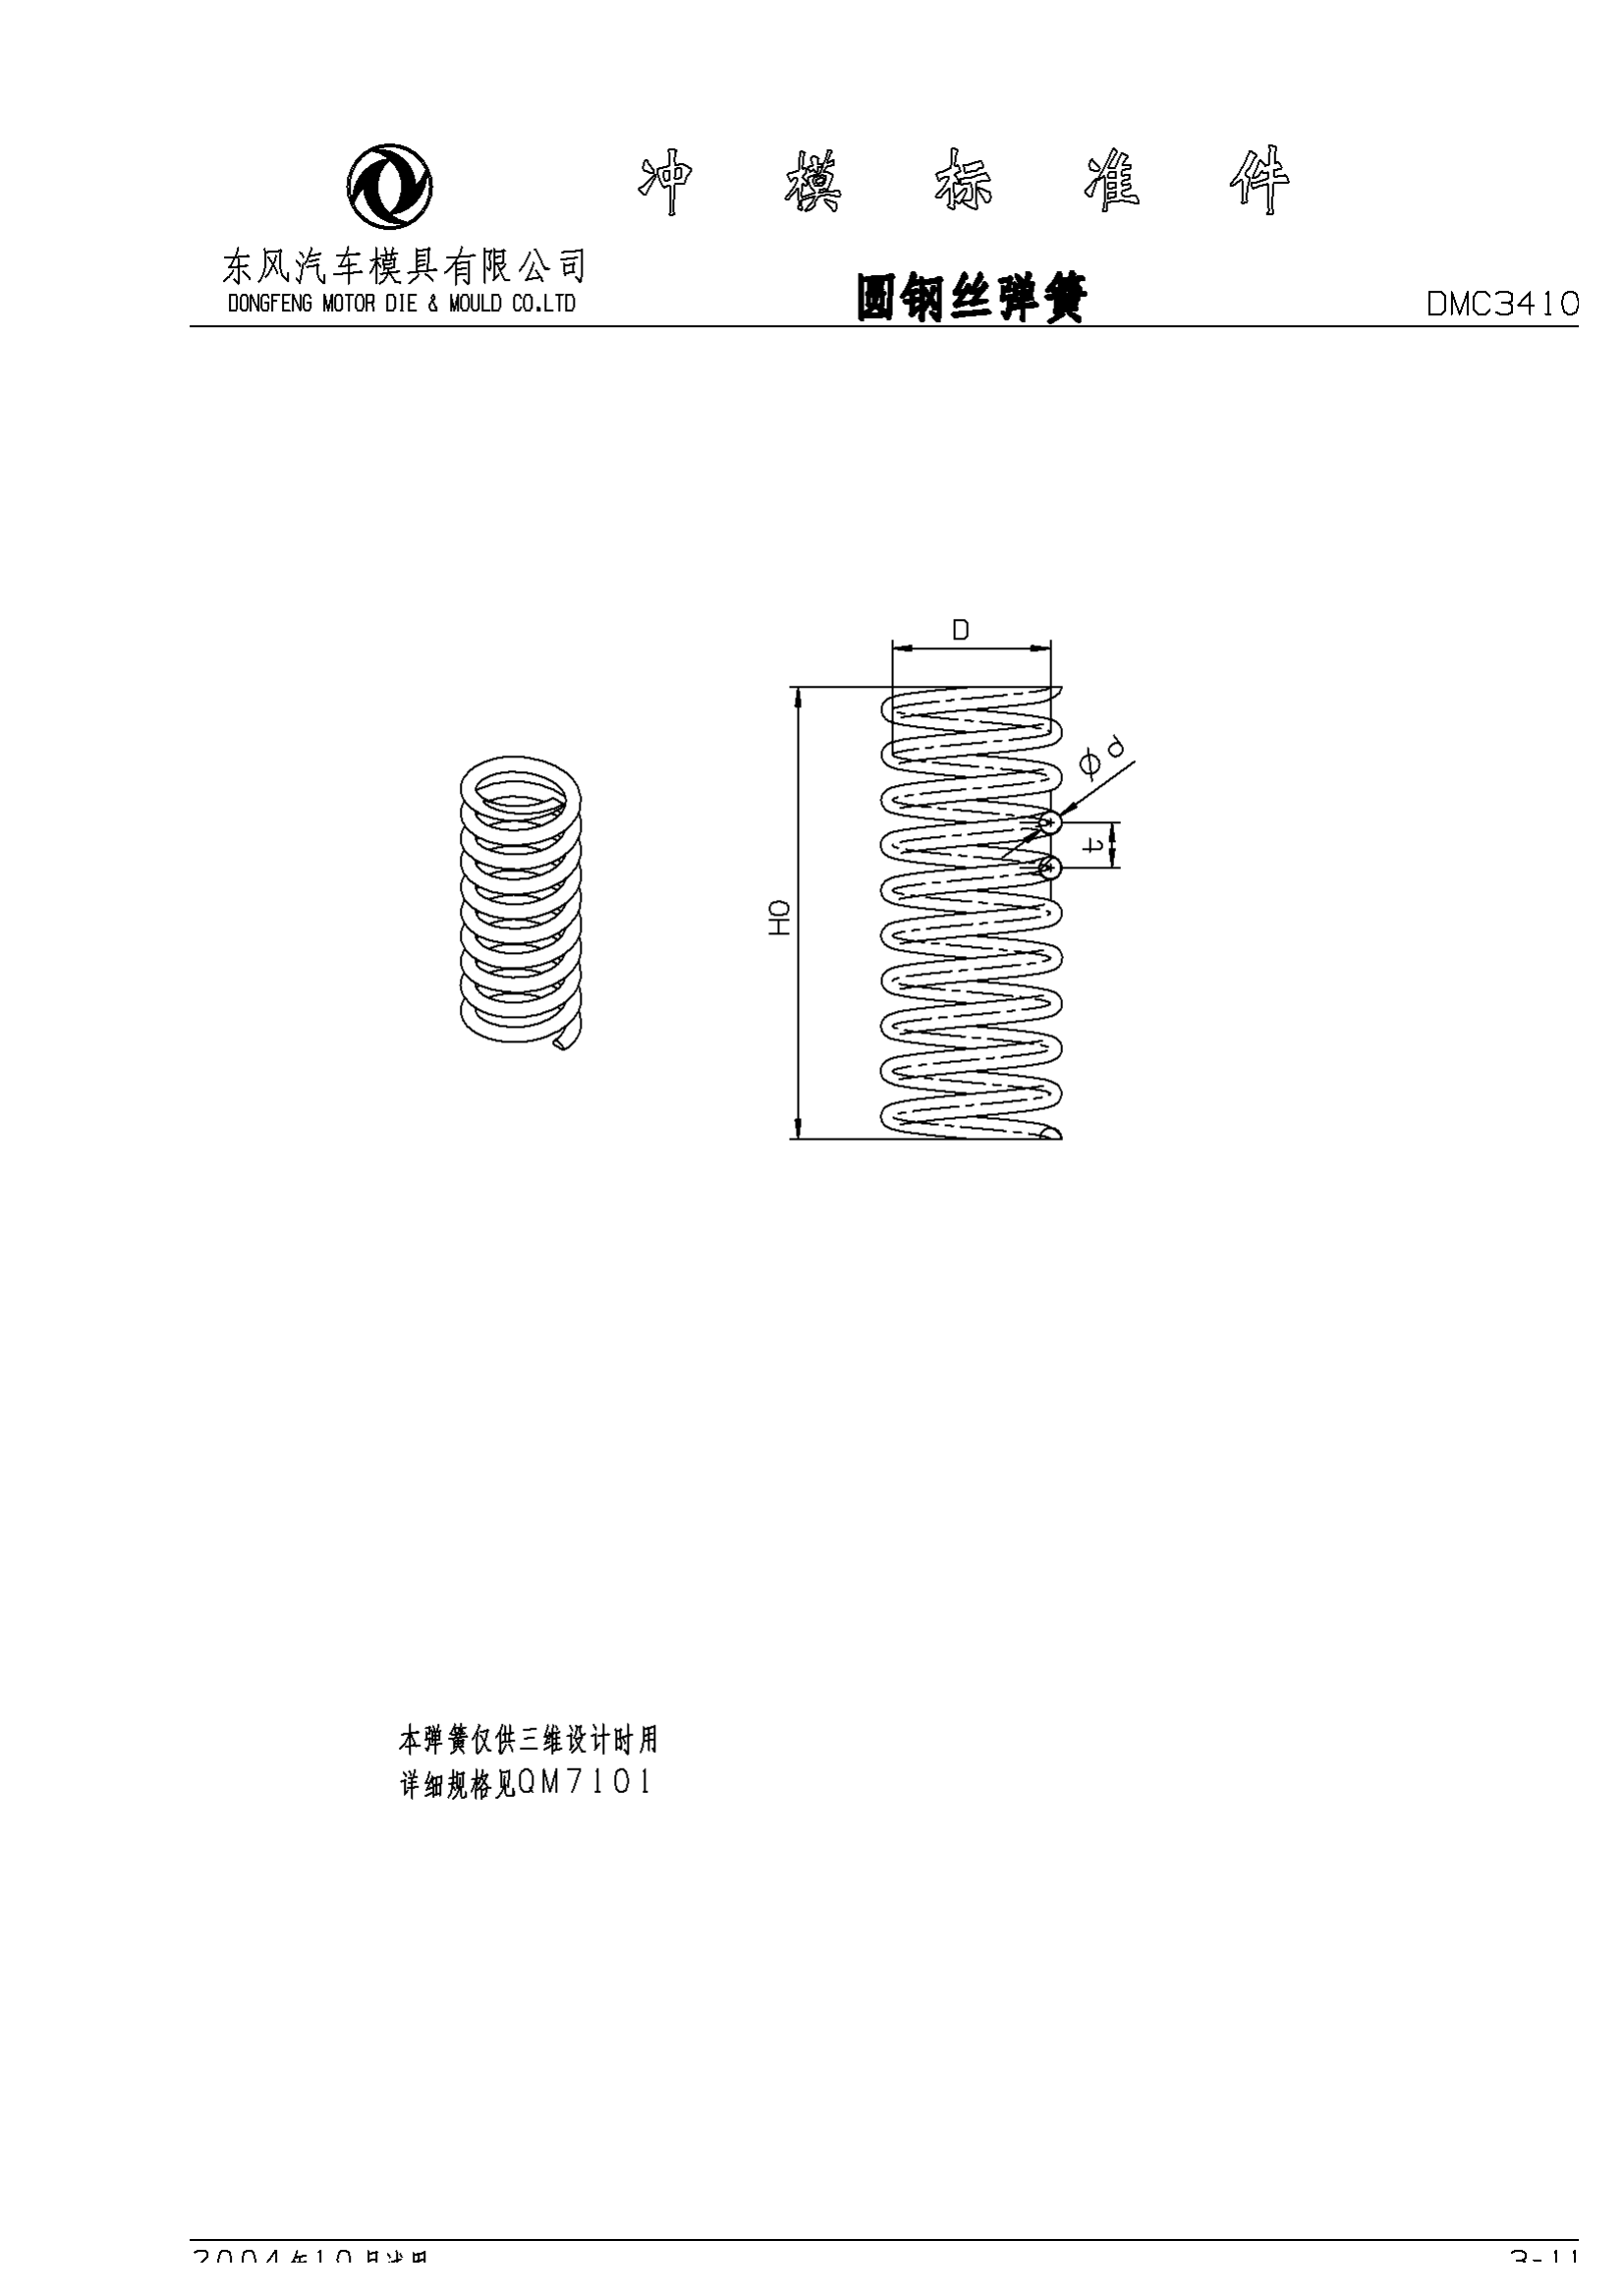 冲模标准件
东风汽车模具有限公司
DONGFENG MOTOR DIE & MOULD CO.LTD
圆钢丝弹簧
DMC3410
D
φd
t
H0
本弹簧仅供三维设计时用
详细规格见QM7101
2004年10月
3-11